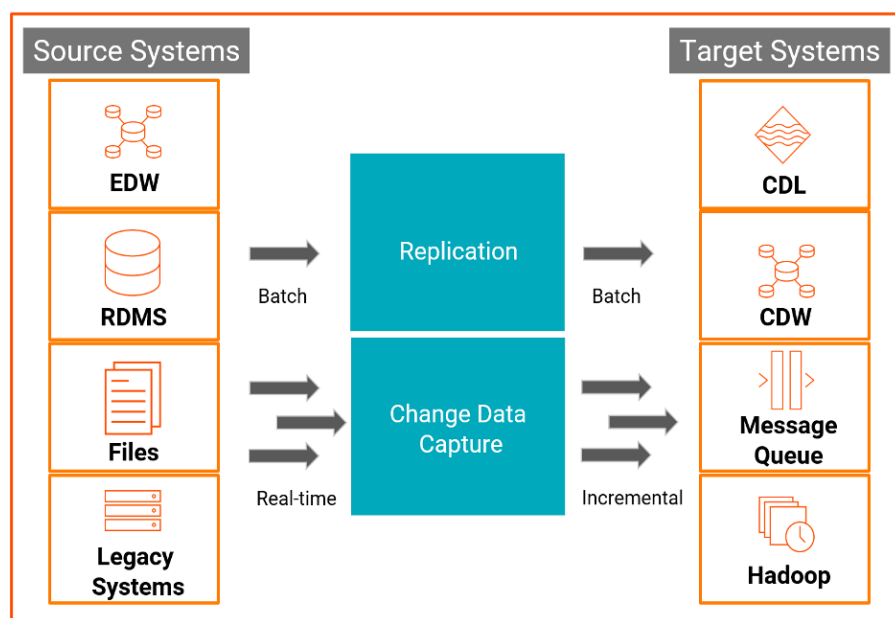 Source Systems
Target Systems
EDW
RDMS
Files
Legacy
Systems
Batch
Real-time
Replication
Change Data
Capture
Batch
Incremental
CDL
CDW
Message
Queue
Hadoop